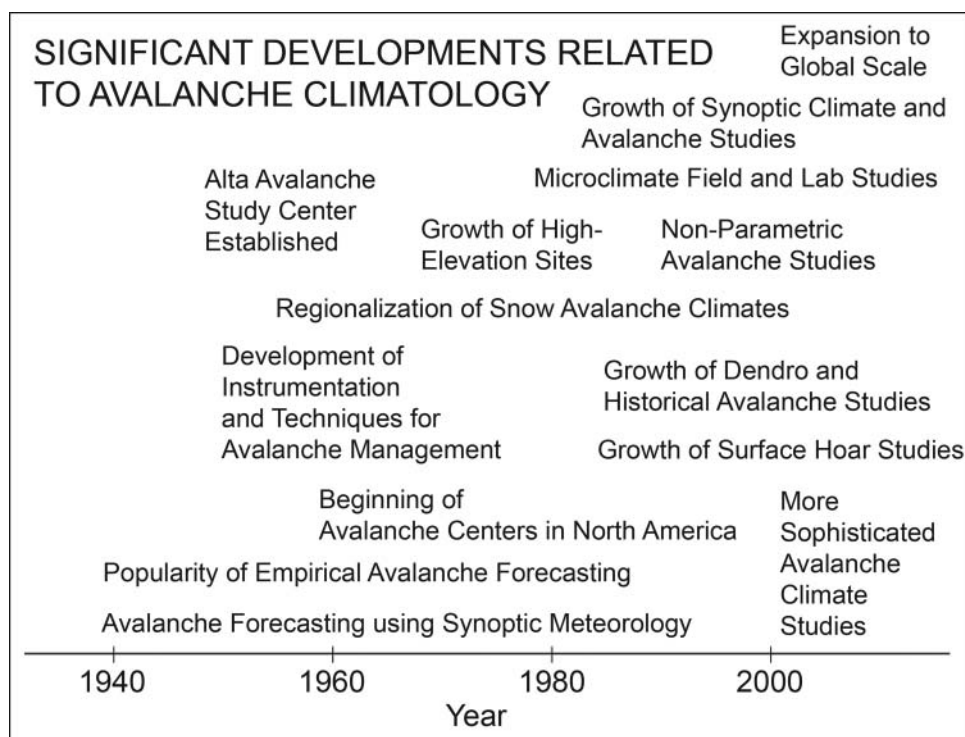 SIGNIFICANT DEVELOPMENTS RELATED
TO AVALANCHE CLIMATOLOGY
Expansion to
Global Scale
Growth of Synoptic Climate and
Avalanche Studies
Alta Avalanche
Study Center
Established
Microclimate Field and Lab Studies
Growth of High-
Elevation Sites
Non-Parametric
Avalanche Studies
Regionalization of Snow Avalanche Climates
Development of
Instrumentation
and Techniques for
Avalanche Management
Growth of Dendro and
Historical Avalanche Studies
Growth of Surface Hoar Studies
Beginning of
Avalanche Centers in North America
More
Sophisticated
Avalanche
Climate
Studies
Popularity of Empirical Avalanche Forecasting
Avalanche Forecasting using Synoptic Meteorology
1940 1960 1980 2000
Year